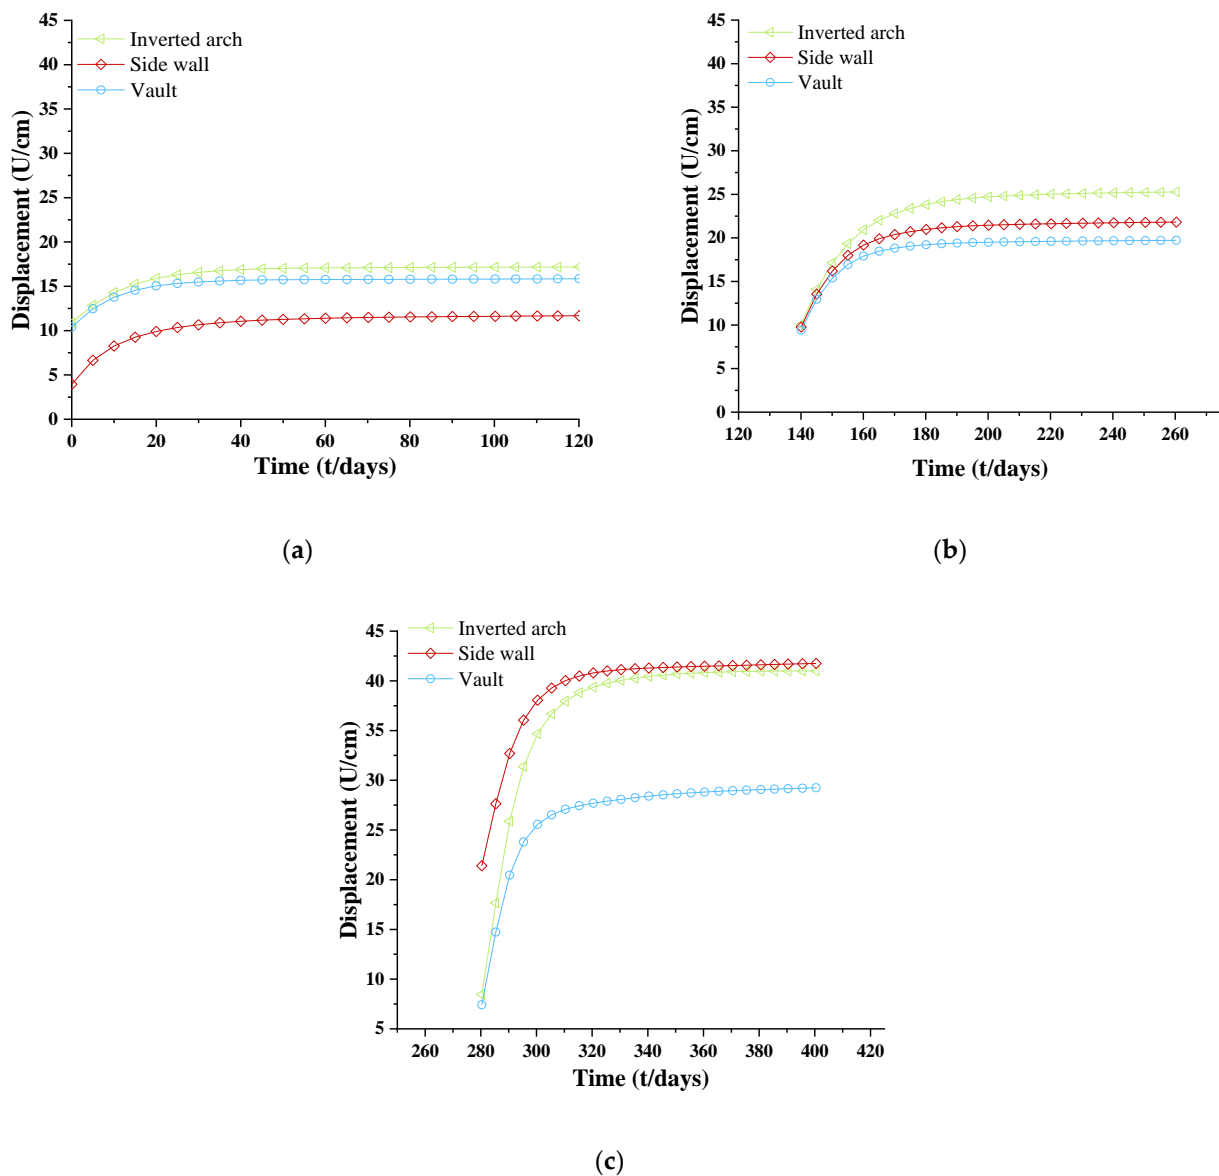 Inverted arch
Side wall
Vault
45
40
35
30
25
20
15
10
5
0
Displacement (U/cm)
0 20 40 60 80 100 120
Time (t/days)
(a)
Inverted arch
Side wall
Vault
45
40
35
30
25
20
15
10
5
0
Displacement (U/cm)
120 140 160 180 200 220 240 260
Time (t/days)
(b)
Inverted arch
Side wall
Vault
45
40
35
30
25
20
15
10
5
Displacement (U/cm)
260 280 300 320 340 360 380 400 420
Time (t/days)
(c)